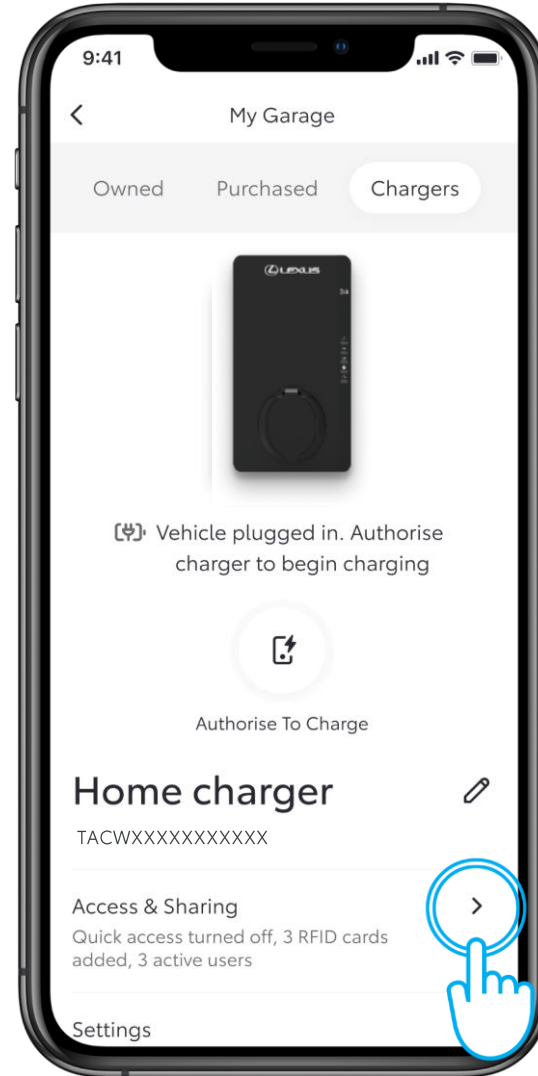 9:41
My Garage
Owned Purchased Chargers
LEXUS
Vehicle plugged in. Authorise
charger to begin charging
Authorise To Charge
Home charger
TACWXXXXXXXXXXX
Access & Sharing
Quick access turned off, 3 RFID cards
added, 3 active users
Settings